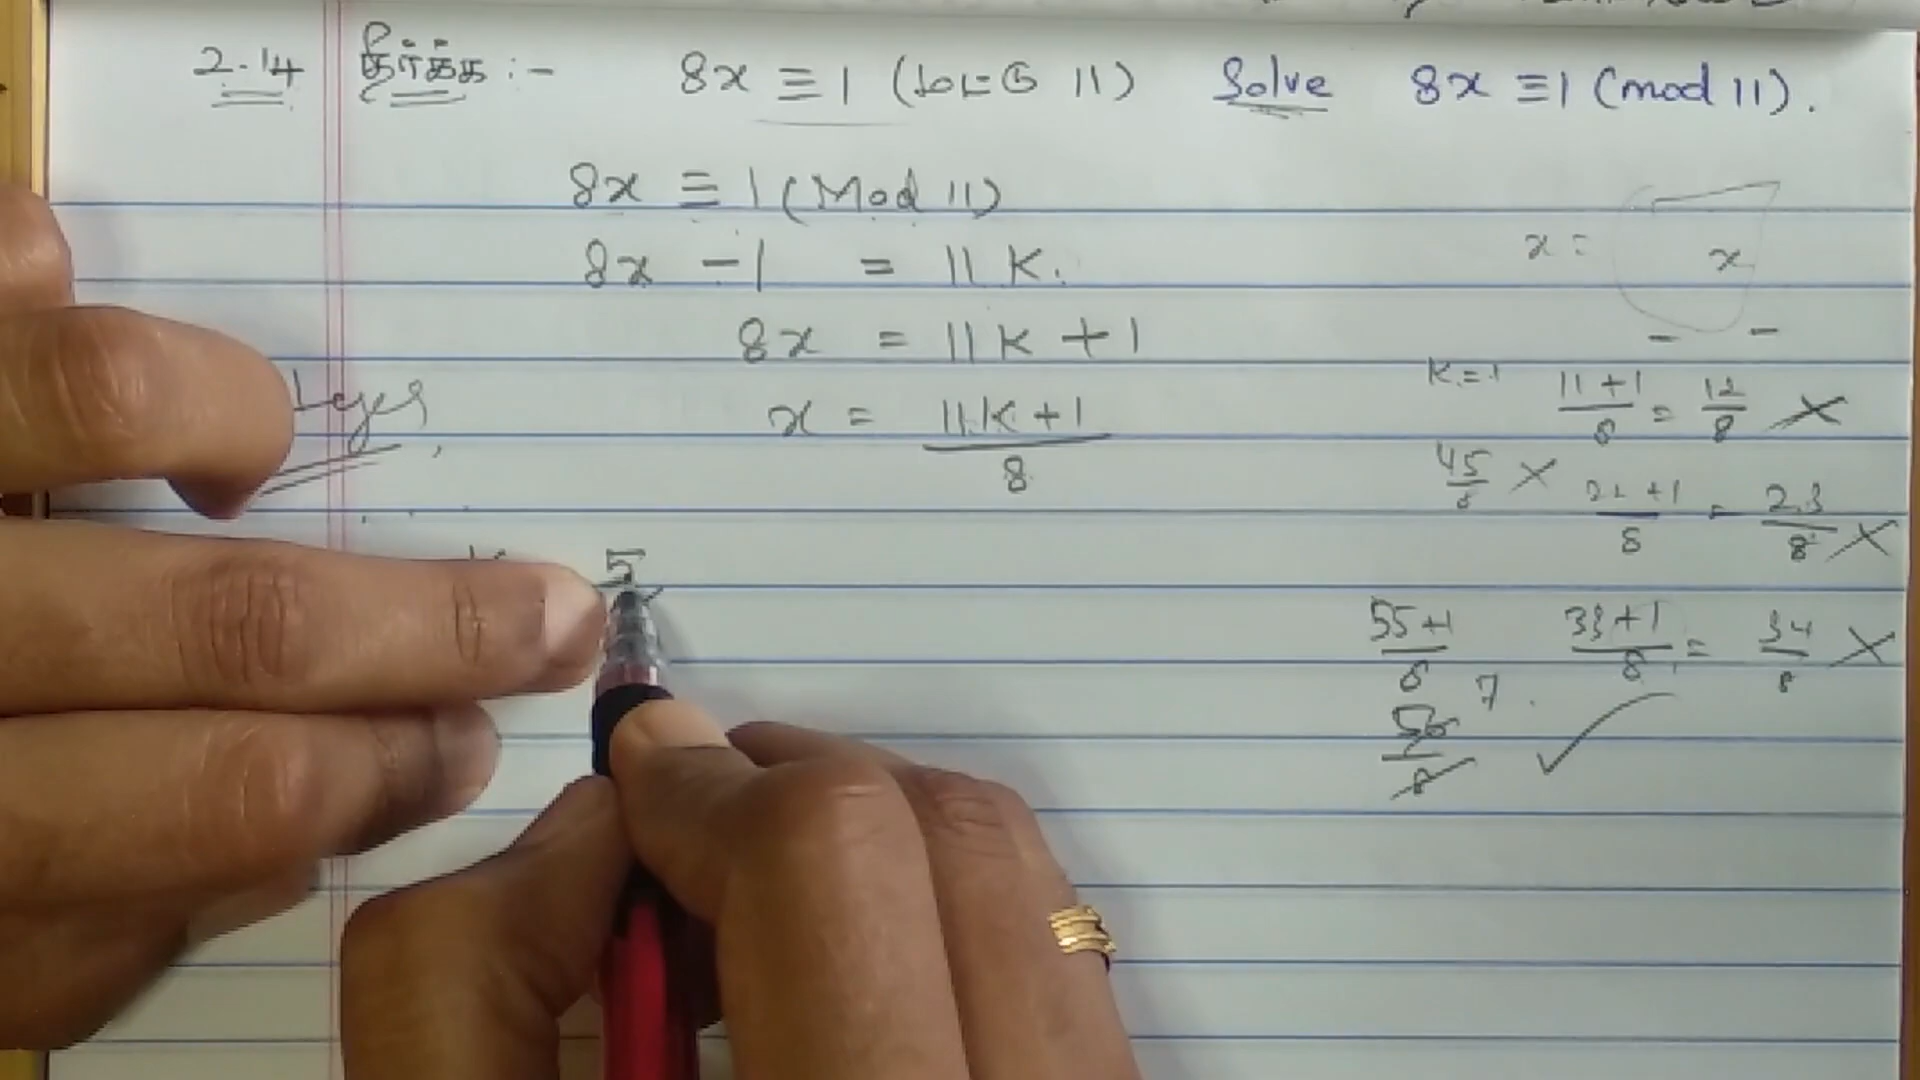 2.14 தீர்க்க :- 8x ≡ 1 (மட்டு 11) Solve 8x ≡ 1 (mod 11).
8x ≡ 1 (Mod 11)
8x - 1 = 11 K.
8x = 11K + 1
x = 11K + 1 / 8
5
x = x
K = 1 11 + 1 / 8 = 12 / 8 X
45 / 8 X 22 + 1 / 8 = 23 / 8 X
55 + 1 / 8 33 + 1 / 8 = 34 / 8 X
56 / 8 7 ✓